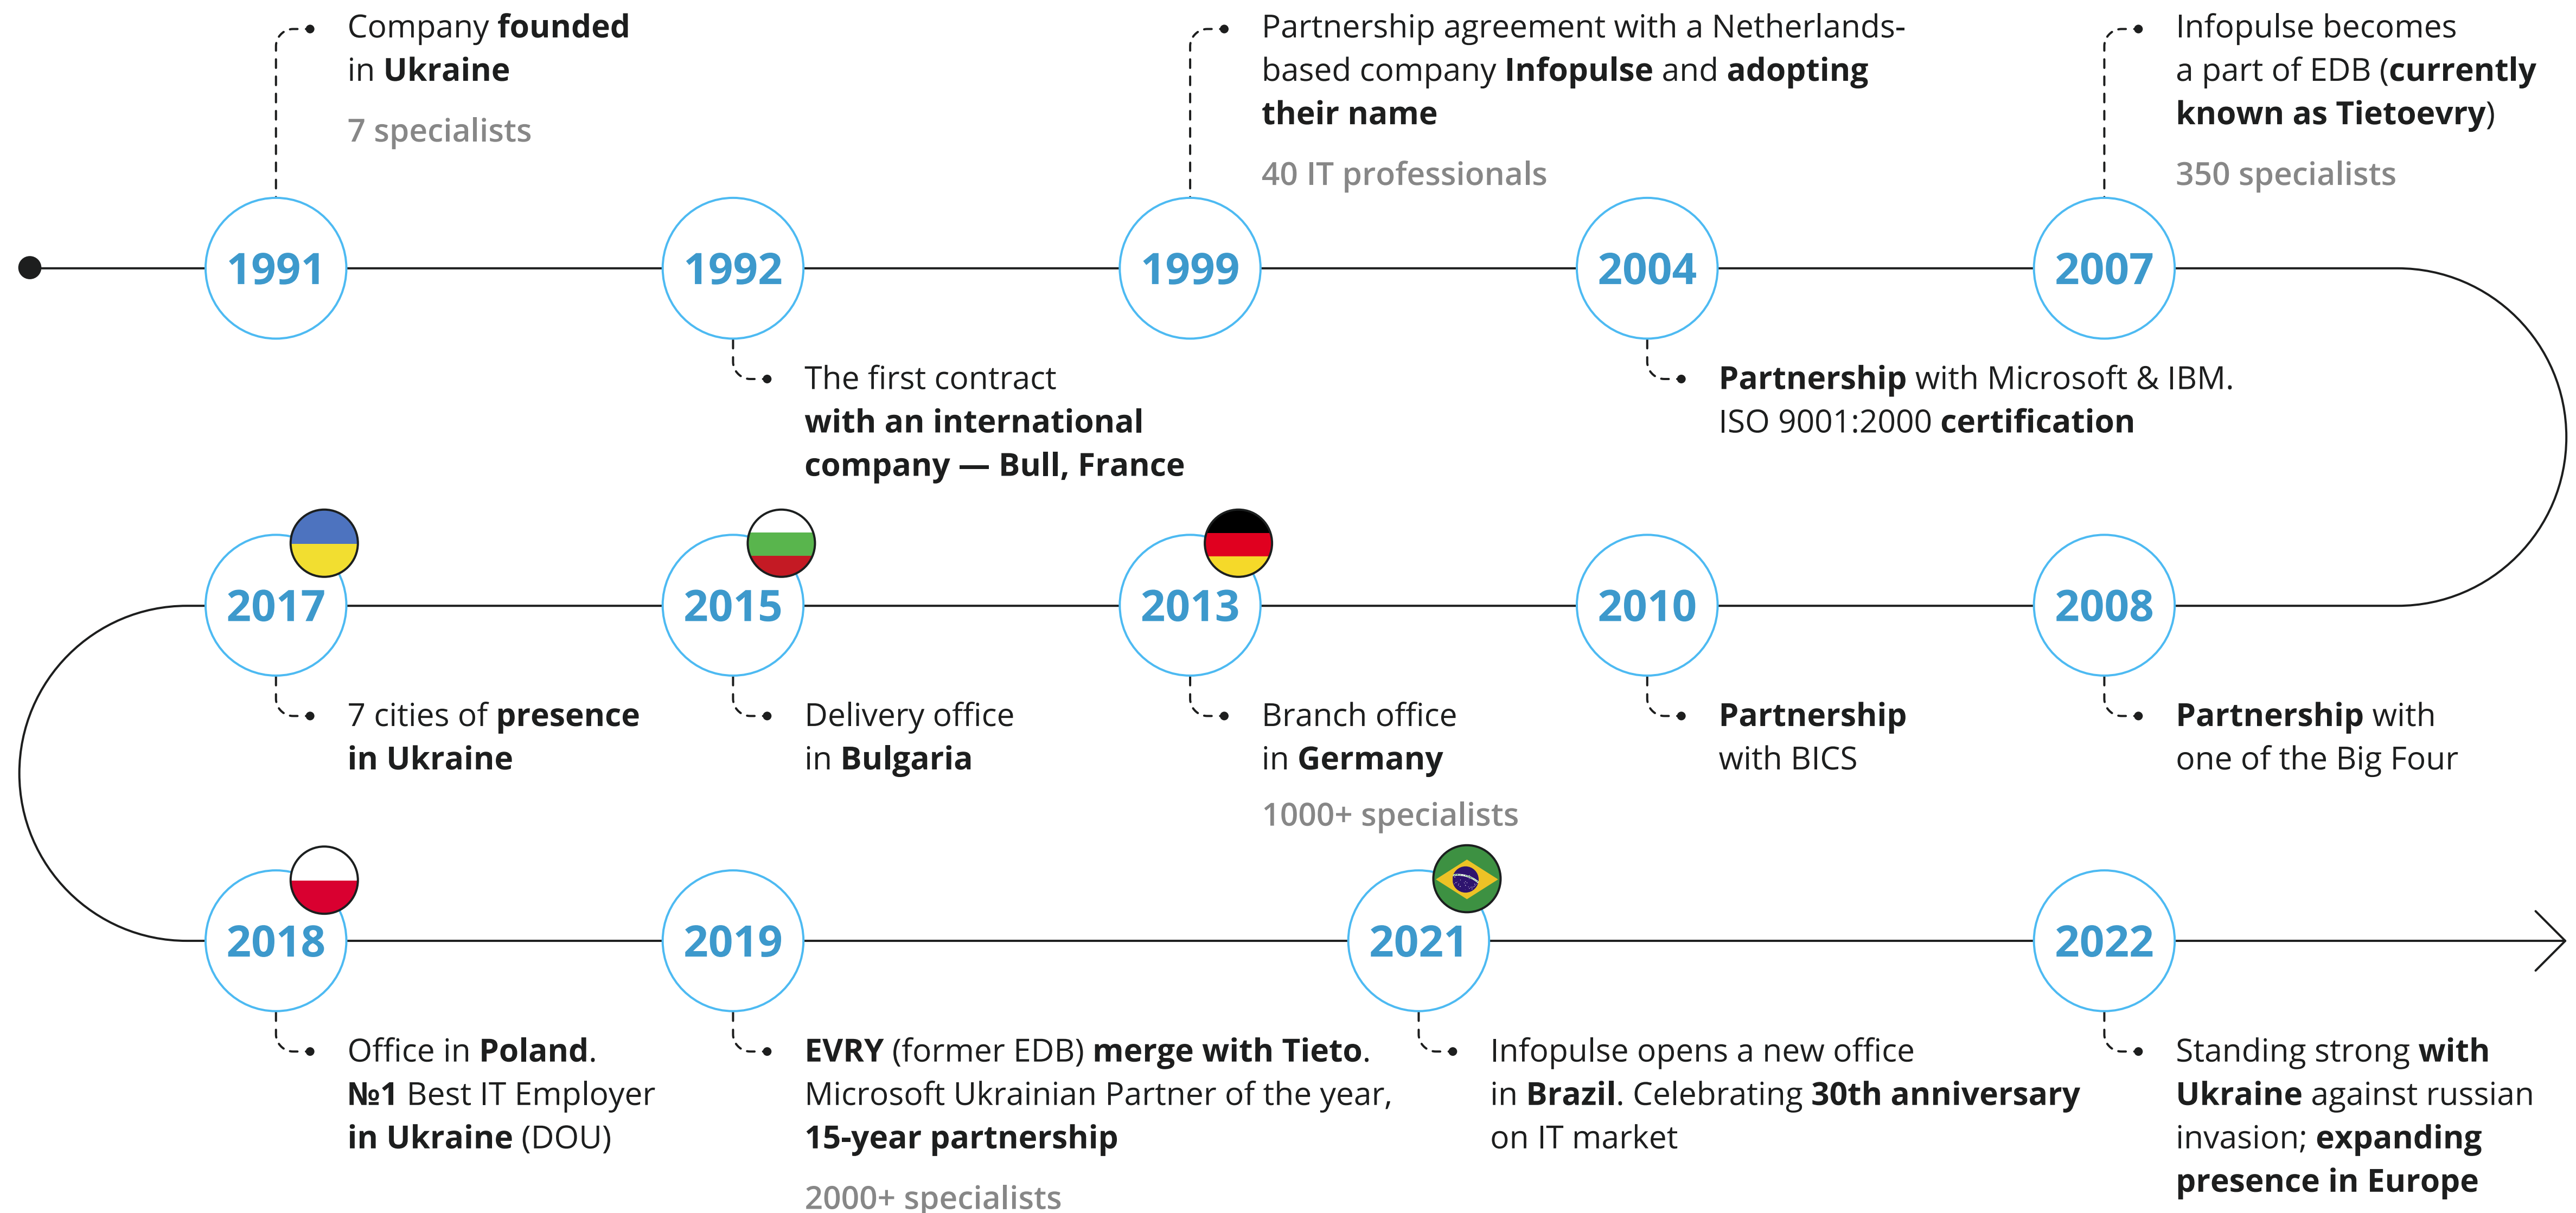 Company founded
in Ukraine
7 specialists
1991
1992
The first contract
with an international
company — Bull, France
Partnership agreement with a Netherlands-
based company Infopulse and adopting
their name
40 IT professionals
1999
2004
Partnership with Microsoft & IBM.
ISO 9001:2000 certification
Infopulse becomes
a part of EDB (currently
known as Tietoevry)
350 specialists
2007
2008
Partnership with
one of the Big Four
2010
Partnership
with BICS
2013
Branch office
in Germany
1000+ specialists
2015
Delivery office
in Bulgaria
2017
7 cities of presence
in Ukraine
2018
Office in Poland.
№1 Best IT Employer
in Ukraine (DOU)
2019
EVRY (former EDB) merge with Tieto.
Microsoft Ukrainian Partner of the year,
15-year partnership
2000+ specialists
2021
Infopulse opens a new office
in Brazil. Celebrating 30th anniversary
on IT market
2022
Standing strong with
Ukraine against russian
invasion; expanding
presence in Europe